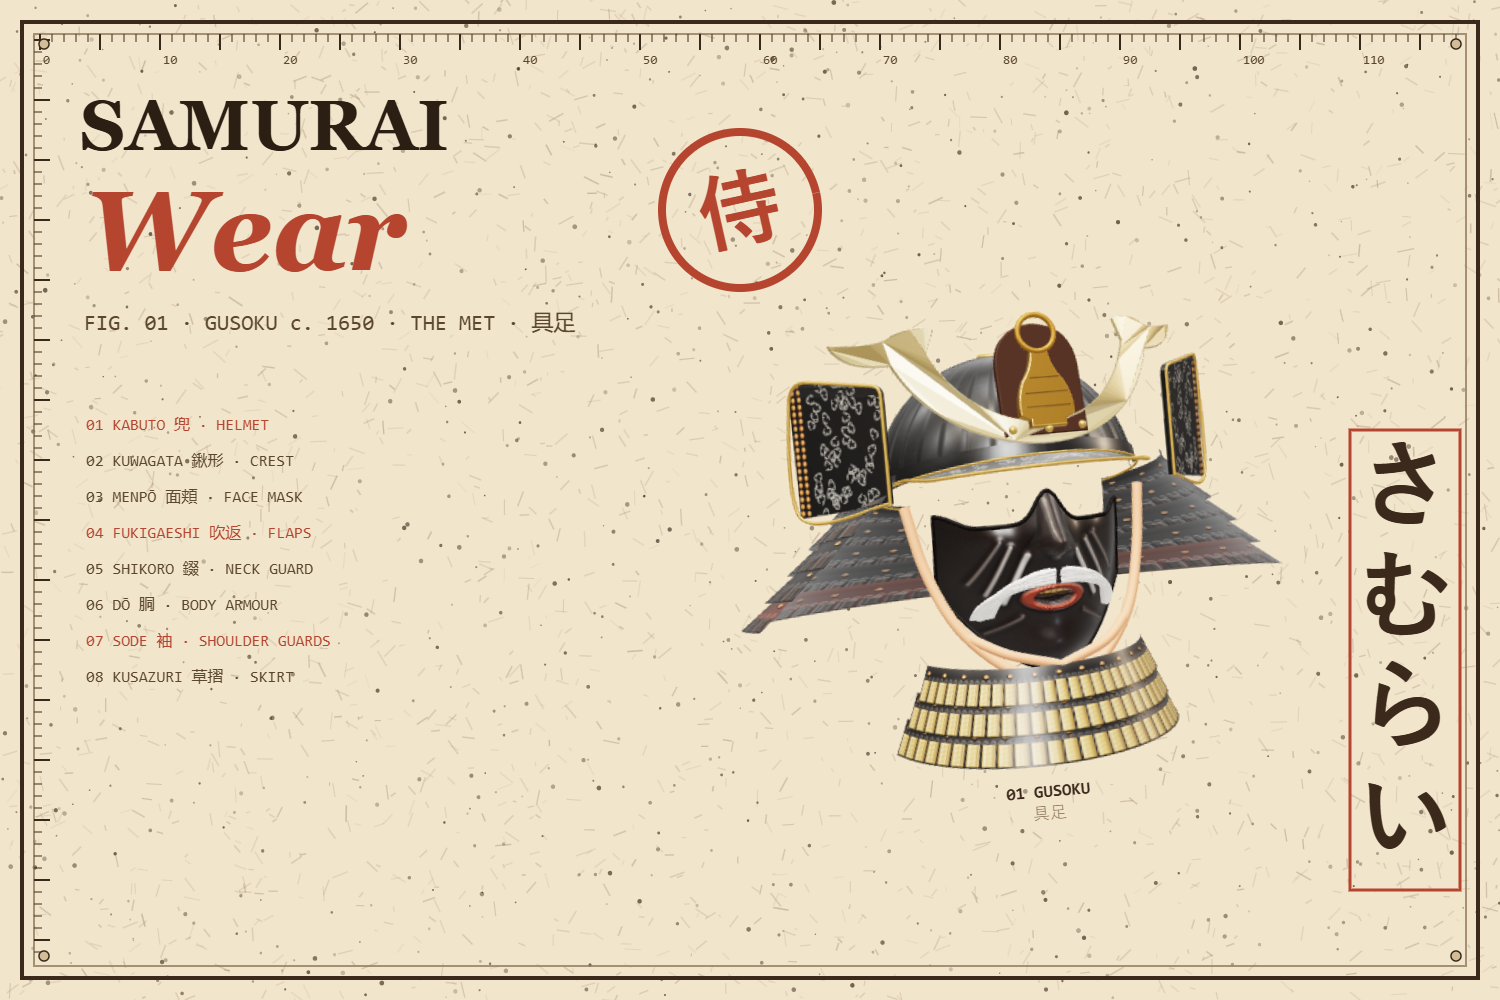 0 10 20 30 40 50 60 70 80 90 100 110
SAMURAI
Wear
侍
FIG. 01 · GUSOKU c. 1650 · THE MET · 具足
01 KABUTO 兜 · HELMET
02 KUWAGATA 鍬形 · CREST
03 MENPŌ 面頬 · FACE MASK
04 FUKIGAESHI 吹返 · FLAPS
05 SHIKORO 錣 · NECK GUARD
06 DŌ 胴 · BODY ARMOUR
07 SODE 袖 · SHOULDER GUARDS
08 KUSAZURI 草摺 · SKIRT
01 GUSOKU
具足
さむらい